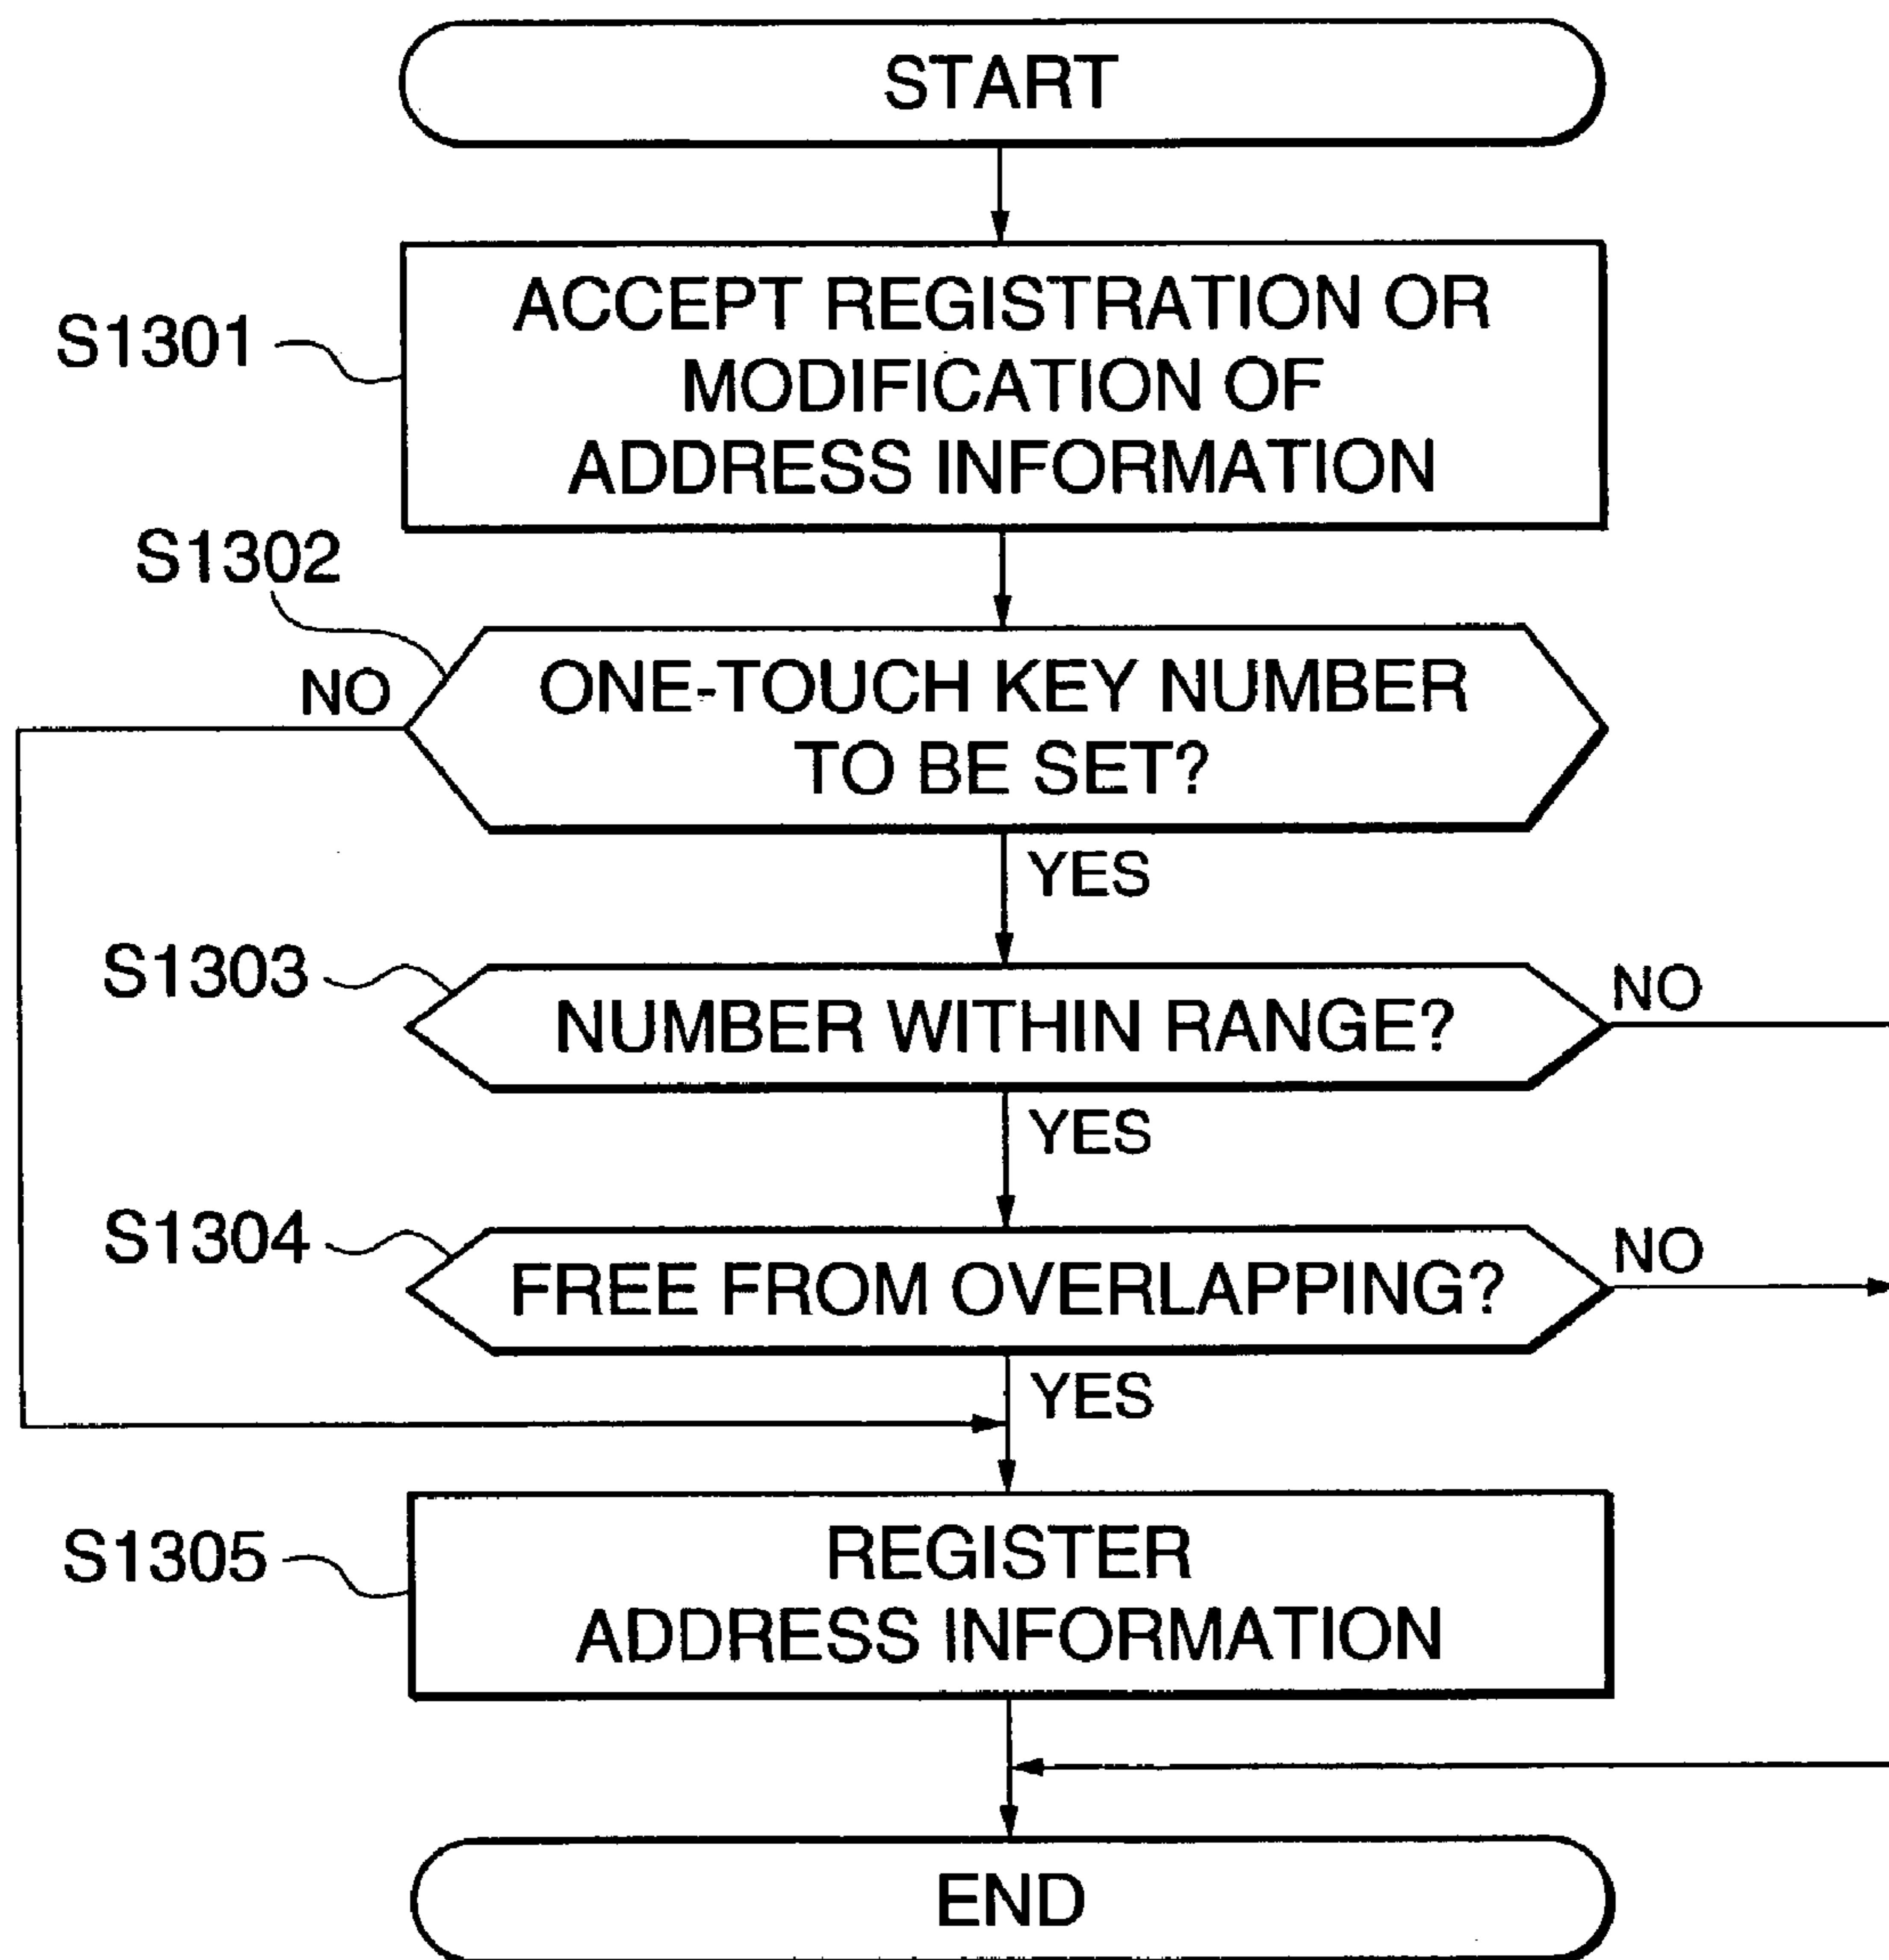 START
S1301
ACCEPT REGISTRATION OR
MODIFICATION OF
ADDRESS INFORMATION
S1302
NO
ONE-TOUCH KEY NUMBER
TO BE SET?
YES
S1303
NUMBER WITHIN RANGE?
NO
YES
S1304
FREE FROM OVERLAPPING?
NO
YES
S1305
REGISTER
ADDRESS INFORMATION
END